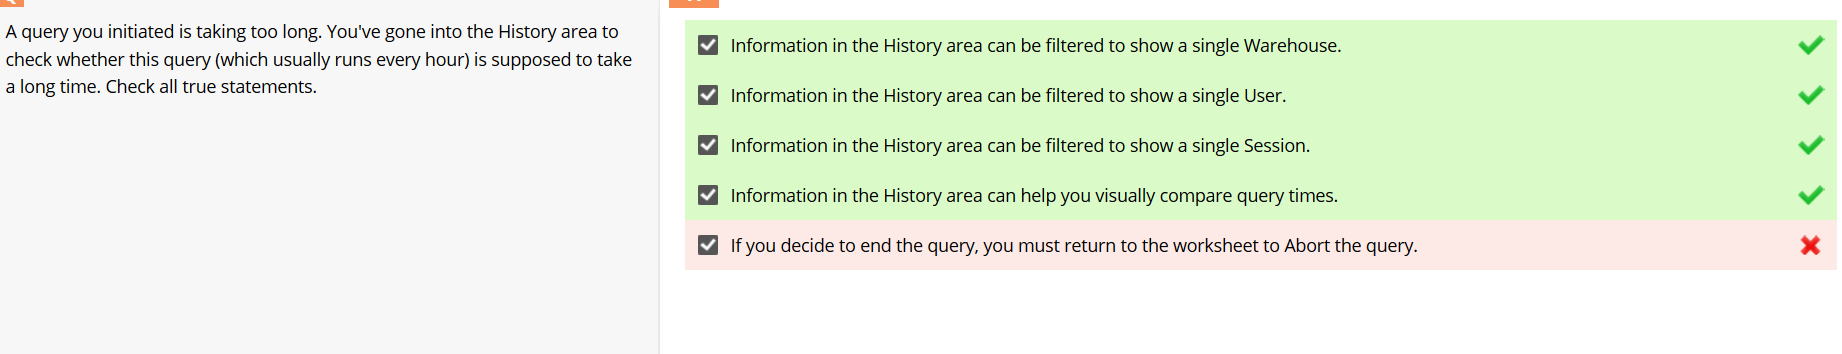 A query you initiated is taking too long. You've gone into the History area to
check whether this query (which usually runs every hour) is supposed to take
a long time. Check all true statements.
Information in the History area can be filtered to show a single Warehouse.
Information in the History area can be filtered to show a single User.
Information in the History area can be filtered to show a single Session.
Information in the History area can help you visually compare query times.
If you decide to end the query, you must return to the worksheet to Abort the query.